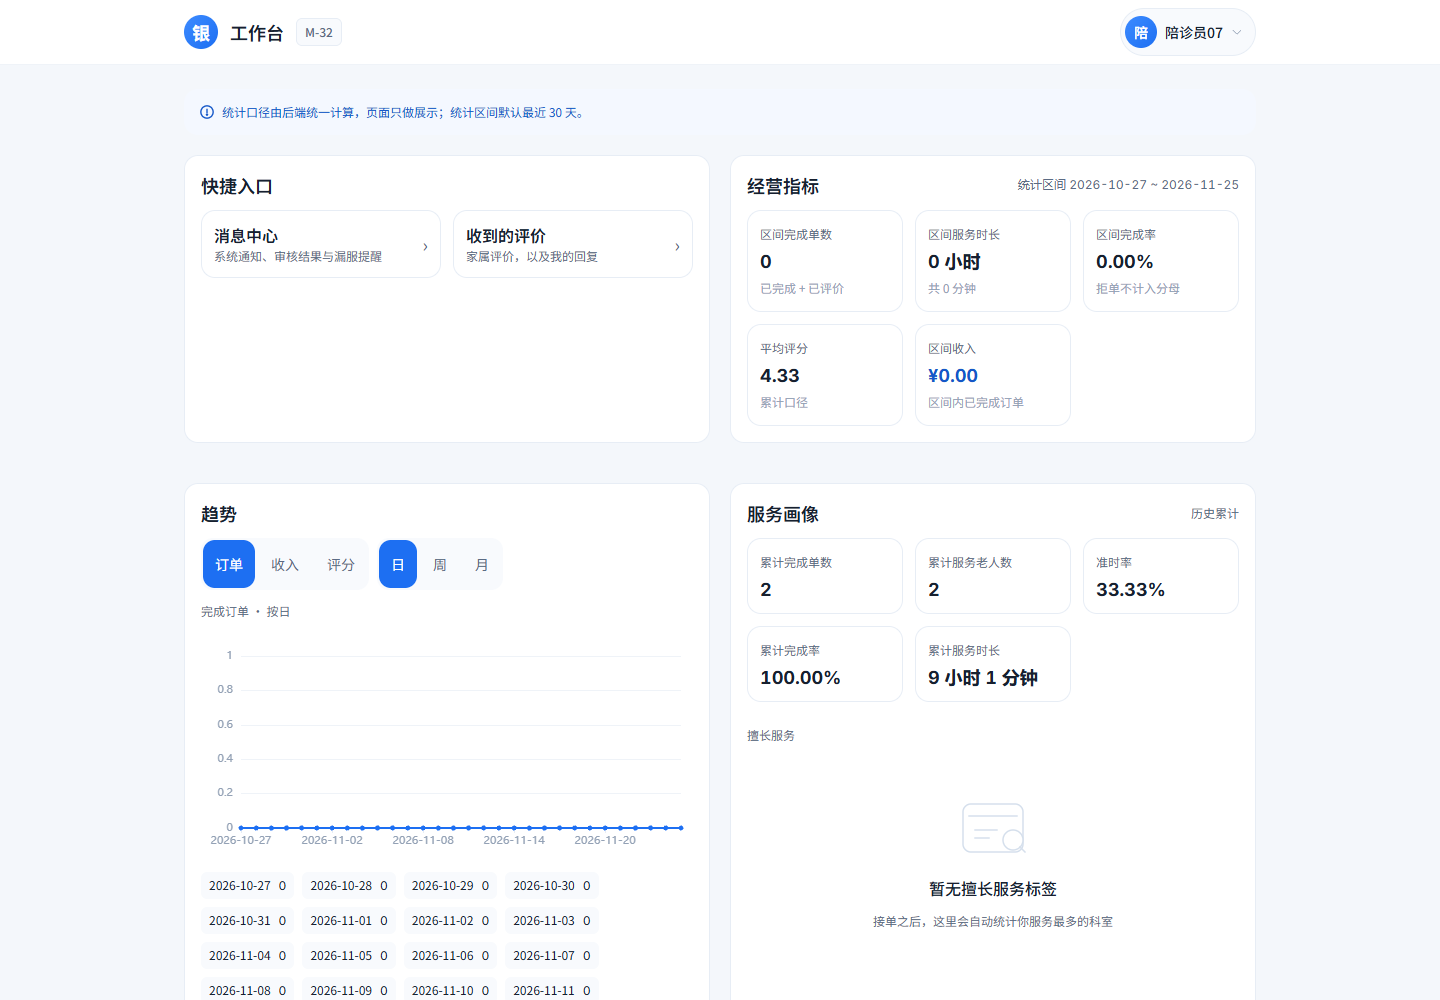 银 工作台 M-32
陪 陪诊员07
统计口径由后端统一计算，页面只做展示；统计区间默认最近 30 天。
快捷入口
消息中心
系统通知、审核结果与漏服提醒
收到的评价
家属评价，以及我的回复
经营指标
统计区间 2026-10-27 ~ 2026-11-25
区间完成单数
0
已完成 + 已评价
区间服务时长
0 小时
共 0 分钟
区间完成率
0.00%
拒单不计入分母
平均评分
4.33
累计口径
区间收入
¥0.00
区间内已完成订单
趋势
订单 收入 评分 日 周 月
完成订单 · 按日
1
0.8
0.6
0.4
0.2
0
2026-10-27 2026-11-02 2026-11-08 2026-11-14 2026-11-20
2026-10-27 0 2026-10-28 0 2026-10-29 0 2026-10-30 0
2026-10-31 0 2026-11-01 0 2026-11-02 0 2026-11-03 0
2026-11-04 0 2026-11-05 0 2026-11-06 0 2026-11-07 0
2026-11-08 0 2026-11-09 0 2026-11-10 0 2026-11-11 0
服务画像
历史累计
累计完成单数
2
累计服务老人数
2
准时率
33.33%
累计完成率
100.00%
累计服务时长
9 小时 1 分钟
擅长服务
暂无擅长服务标签
接单之后，这里会自动统计你服务最多的科室